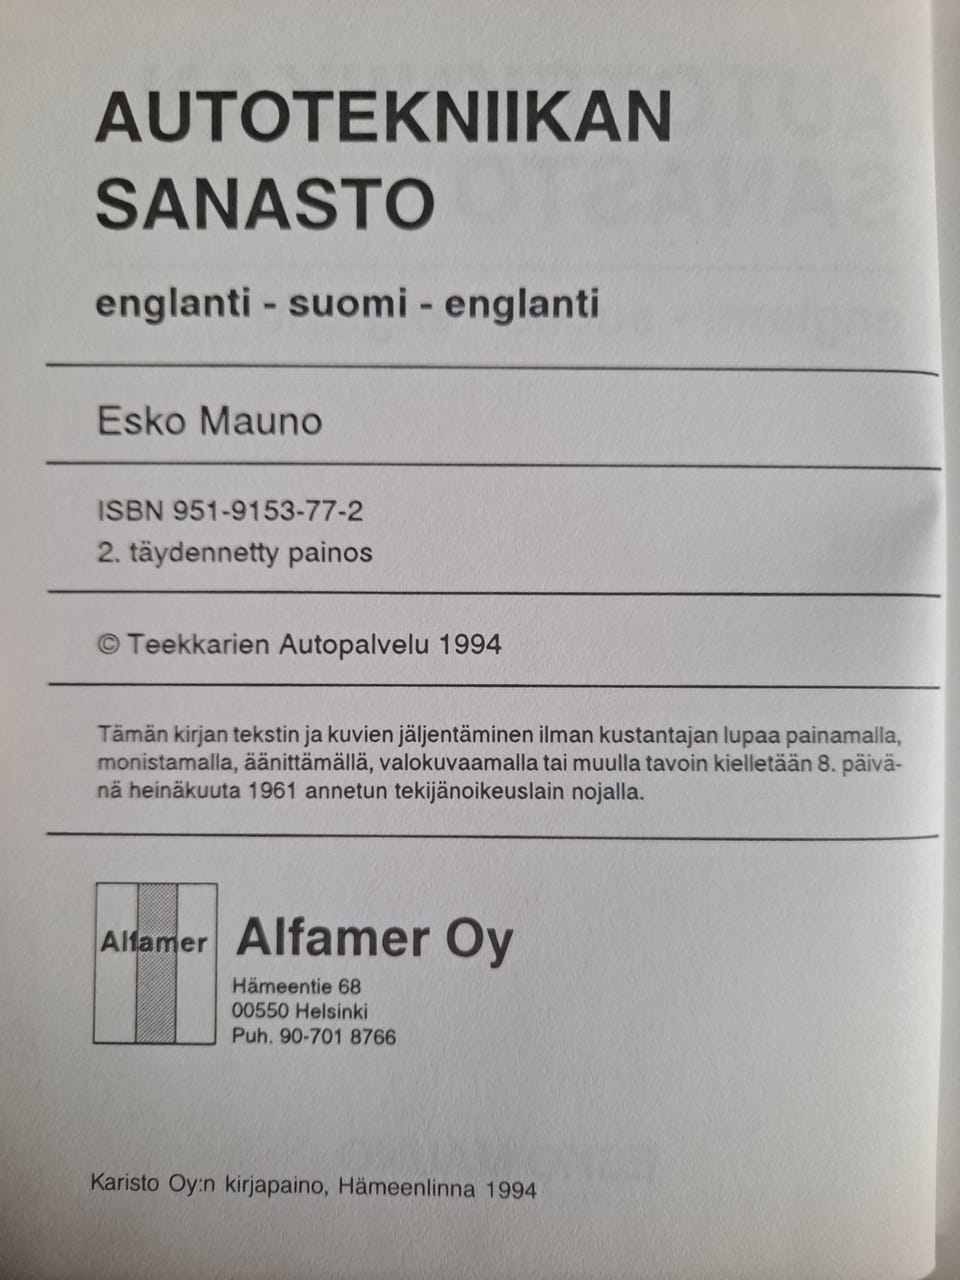 AUTOTEKNIIKAN
SANASTO
englanti - suomi - englanti
Esko Mauno
ISBN 951-9153-77-2
2. täydennetty painos
© Teekkarien Autopalvelu 1994
Tämän kirjan tekstin ja kuvien jäljentäminen ilman kustantajan lupaa painamalla,
monistamalla, äänittämällä, valokuvaamalla tai muulla tavoin kielletään 8. päivä-
nä heinäkuuta 1961 annetun tekijänoikeuslain nojalla.
Alfamer
Alfamer Oy
Hämeentie 68
00550 Helsinki
Puh. 90-701 8766
Karisto Oy:n kirjapaino, Hämeenlinna 1994